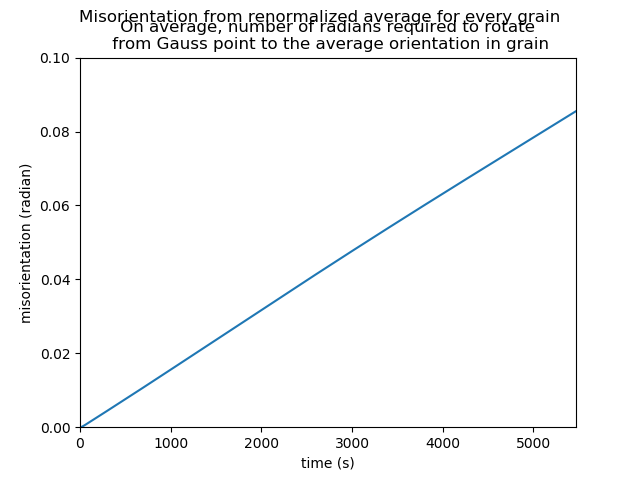 Misorientation from renormalized average for every grain
On average, number of radians required to rotate
from Gauss point to the average orientation in grain
0.10
0.08
0.06
0.04
0.02
0.00
misorientation (radian)
0 1000 2000 3000 4000 5000
time (s)